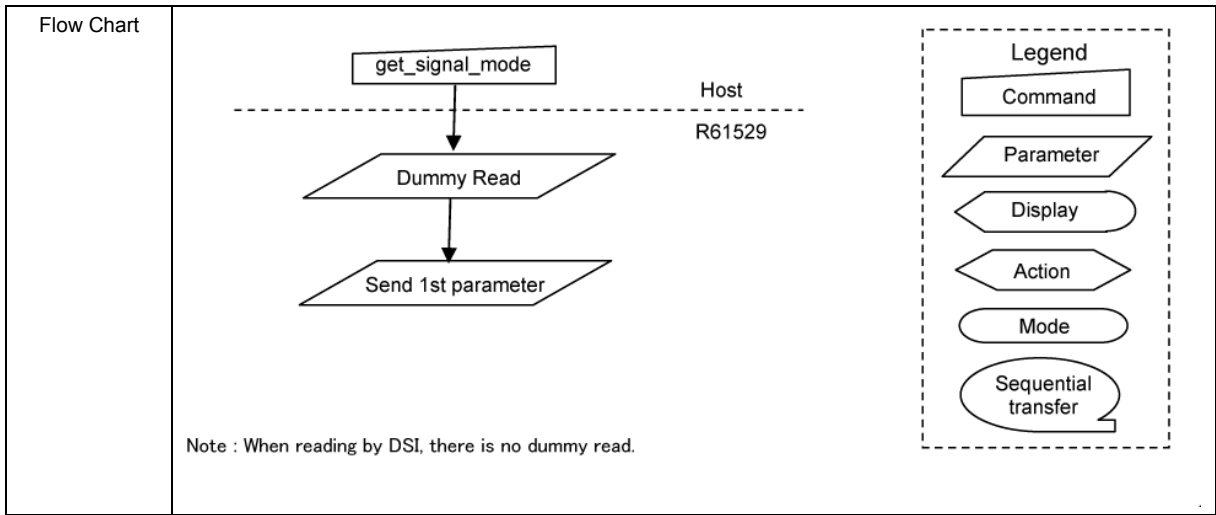 Flow Chart
get_signal_mode
Host
R61529
Dummy Read
Send 1st parameter
Note : When reading by DSI, there is no dummy read.
Legend
Command
Parameter
Display
Action
Mode
Sequential
transfer
.